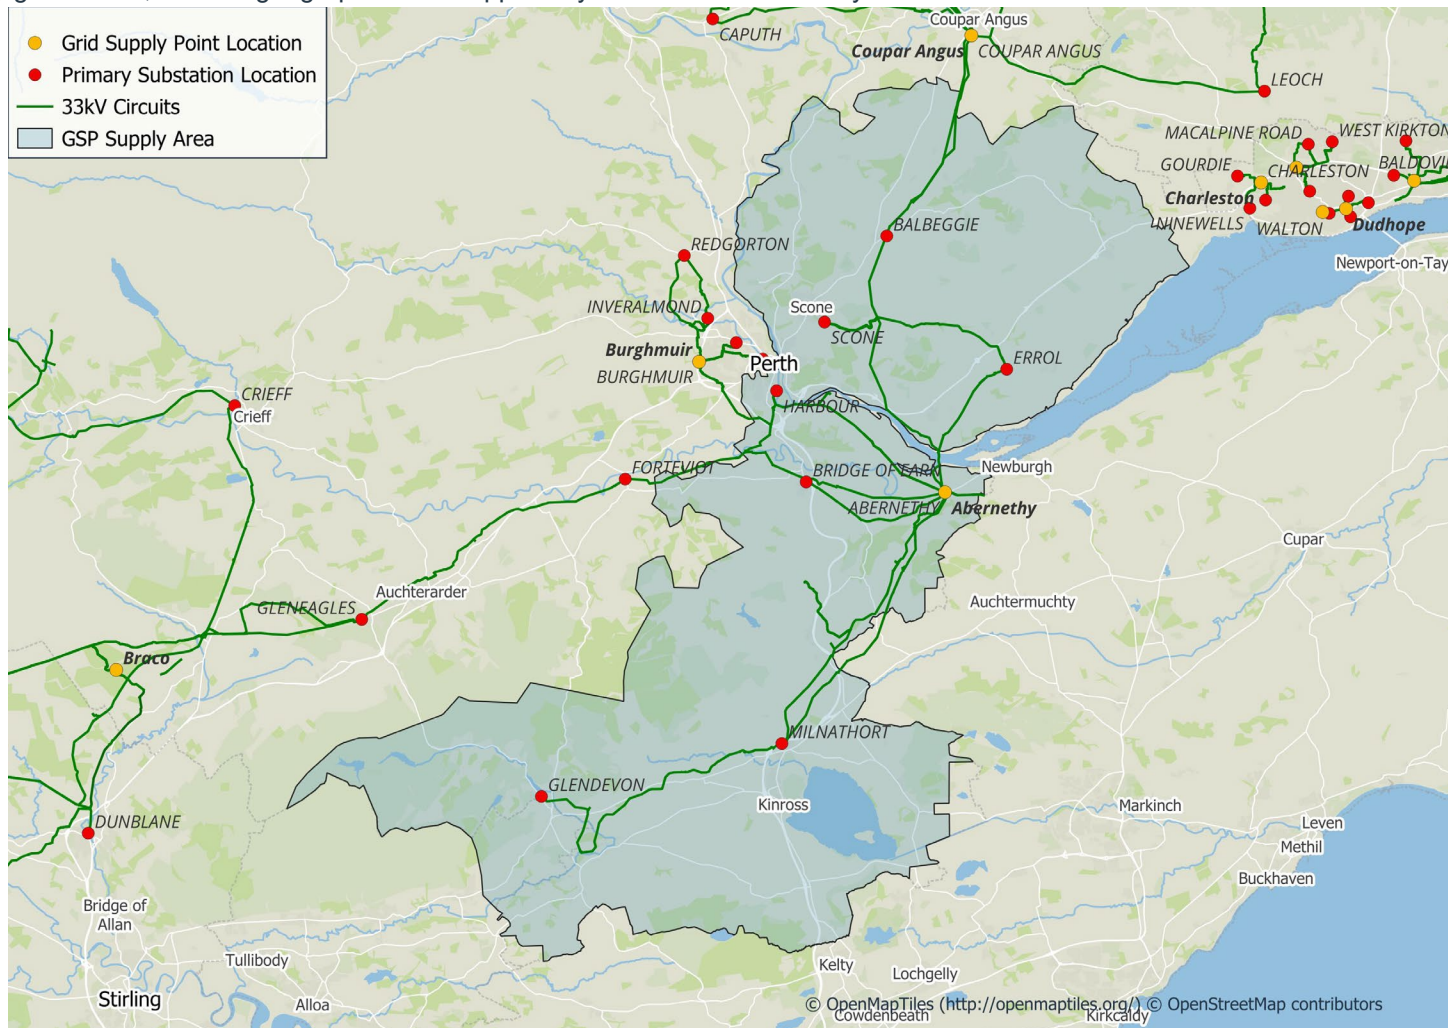 Coupar Angus
CAPUTH
Grid Supply Point Location
Coupar Angus
COUPAR ANGUS
Primary Substation Location
LEOCH
33kV Circuits
GSP Supply Area
MACALPINE ROAD
WEST KIRKTON
GOURDIE
CHARLESTON
BALDOVI
Charleston
NINEWELLS
WALTON
Dudhope
BALBEGGIE
REDGORTON
Newport-on-Tay
INVERALMOND
Scone
SCONE
Burghmuir
ERROL
Perth
BURGHMUIR
CRIEFF
Crieff
HARBOUR
FORTEVIOT
BRIDGE OF EARN
Newburgh
ABERNETHY
Abernethy
Cupar
Auchterarder
Auchtermuchty
GLENEAGLES
Braco
MILNATHORT
GLENDEVON
Kinross
Markinch
DUNBLANE
Leven
Methil
Buckhaven
Bridge of
Allan
Tullibody
Kelty
Lochgelly
Stirling
Alloa
© OpenMapTiles (http://openmaptiles.org/) © OpenStreetMap contributors
Cowdenbeath
Kirkcaldy